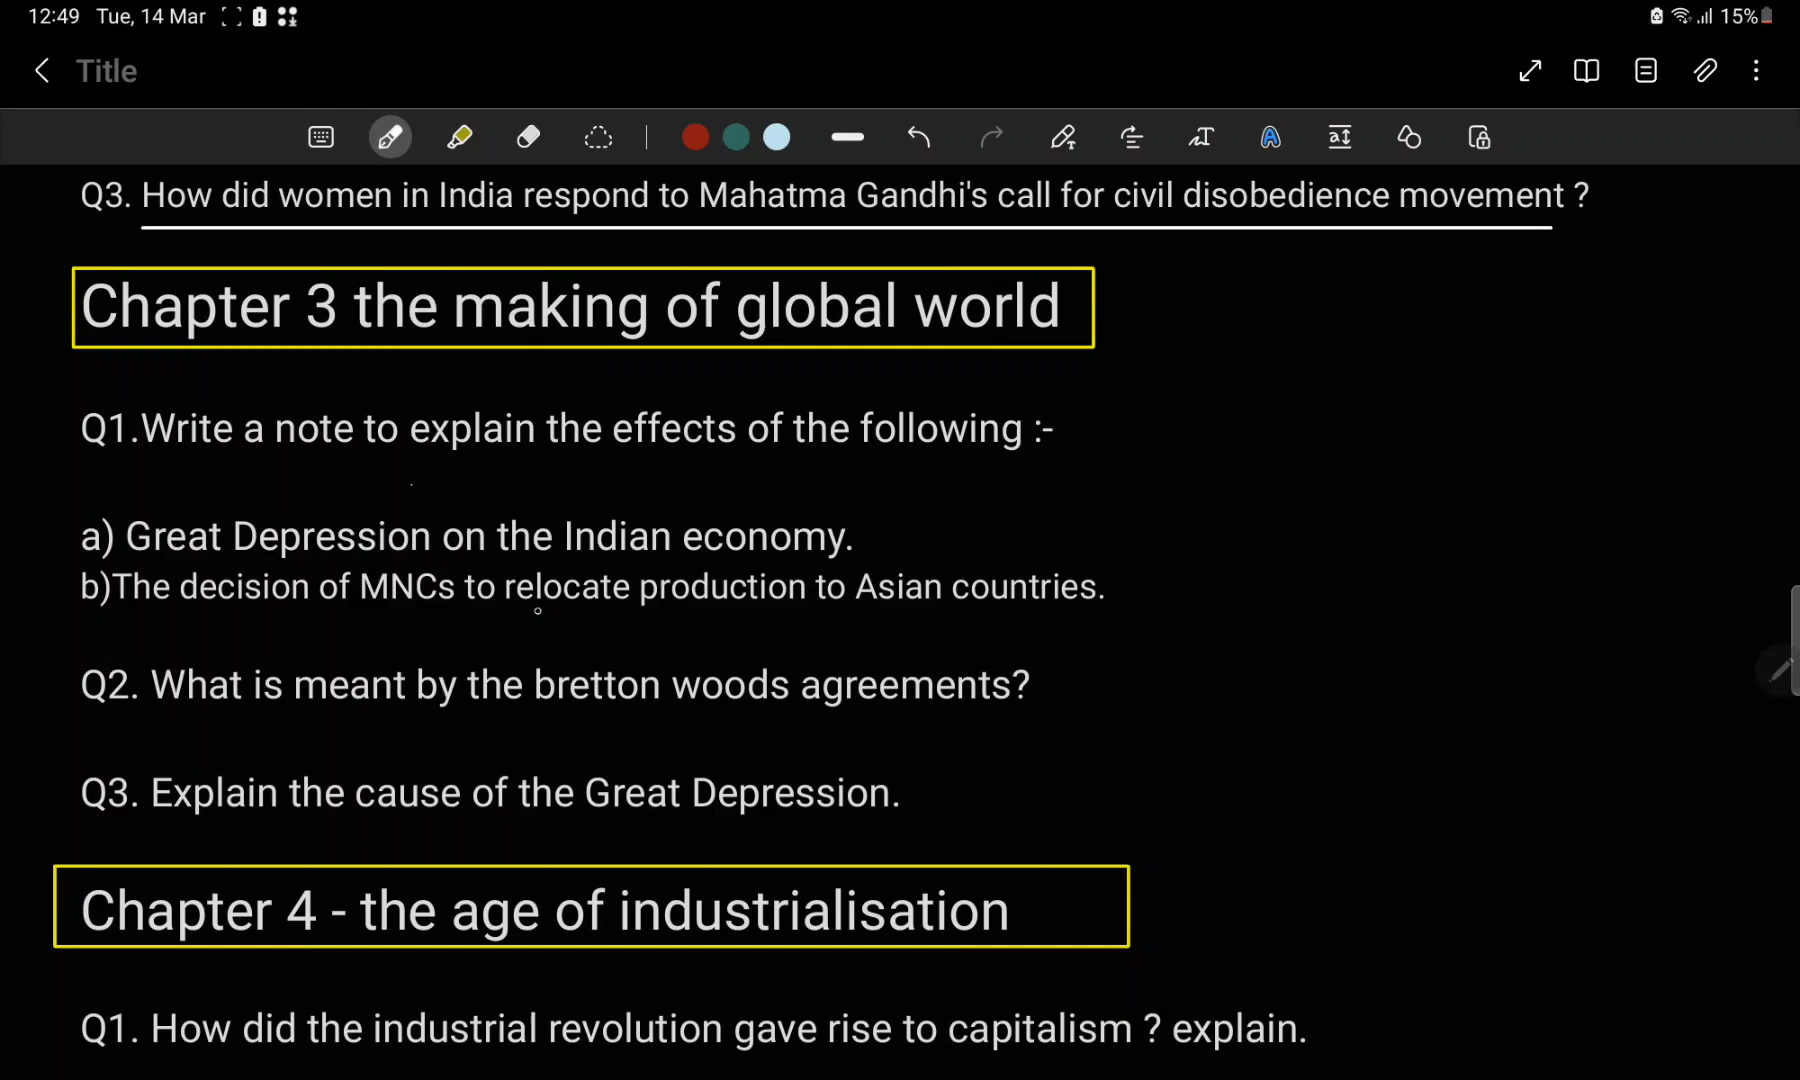 12:49 Tue, 14 Mar 15%
Title
Q3. How did women in India respond to Mahatma Gandhi's call for civil disobedience movement ?
Chapter 3 the making of global world
Q1.Write a note to explain the effects of the following :-
a) Great Depression on the Indian economy.
b)The decision of MNCs to relocate production to Asian countries.
Q2. What is meant by the bretton woods agreements?
Q3. Explain the cause of the Great Depression.
Chapter 4 - the age of industrialisation
Q1. How did the industrial revolution gave rise to capitalism ? explain.